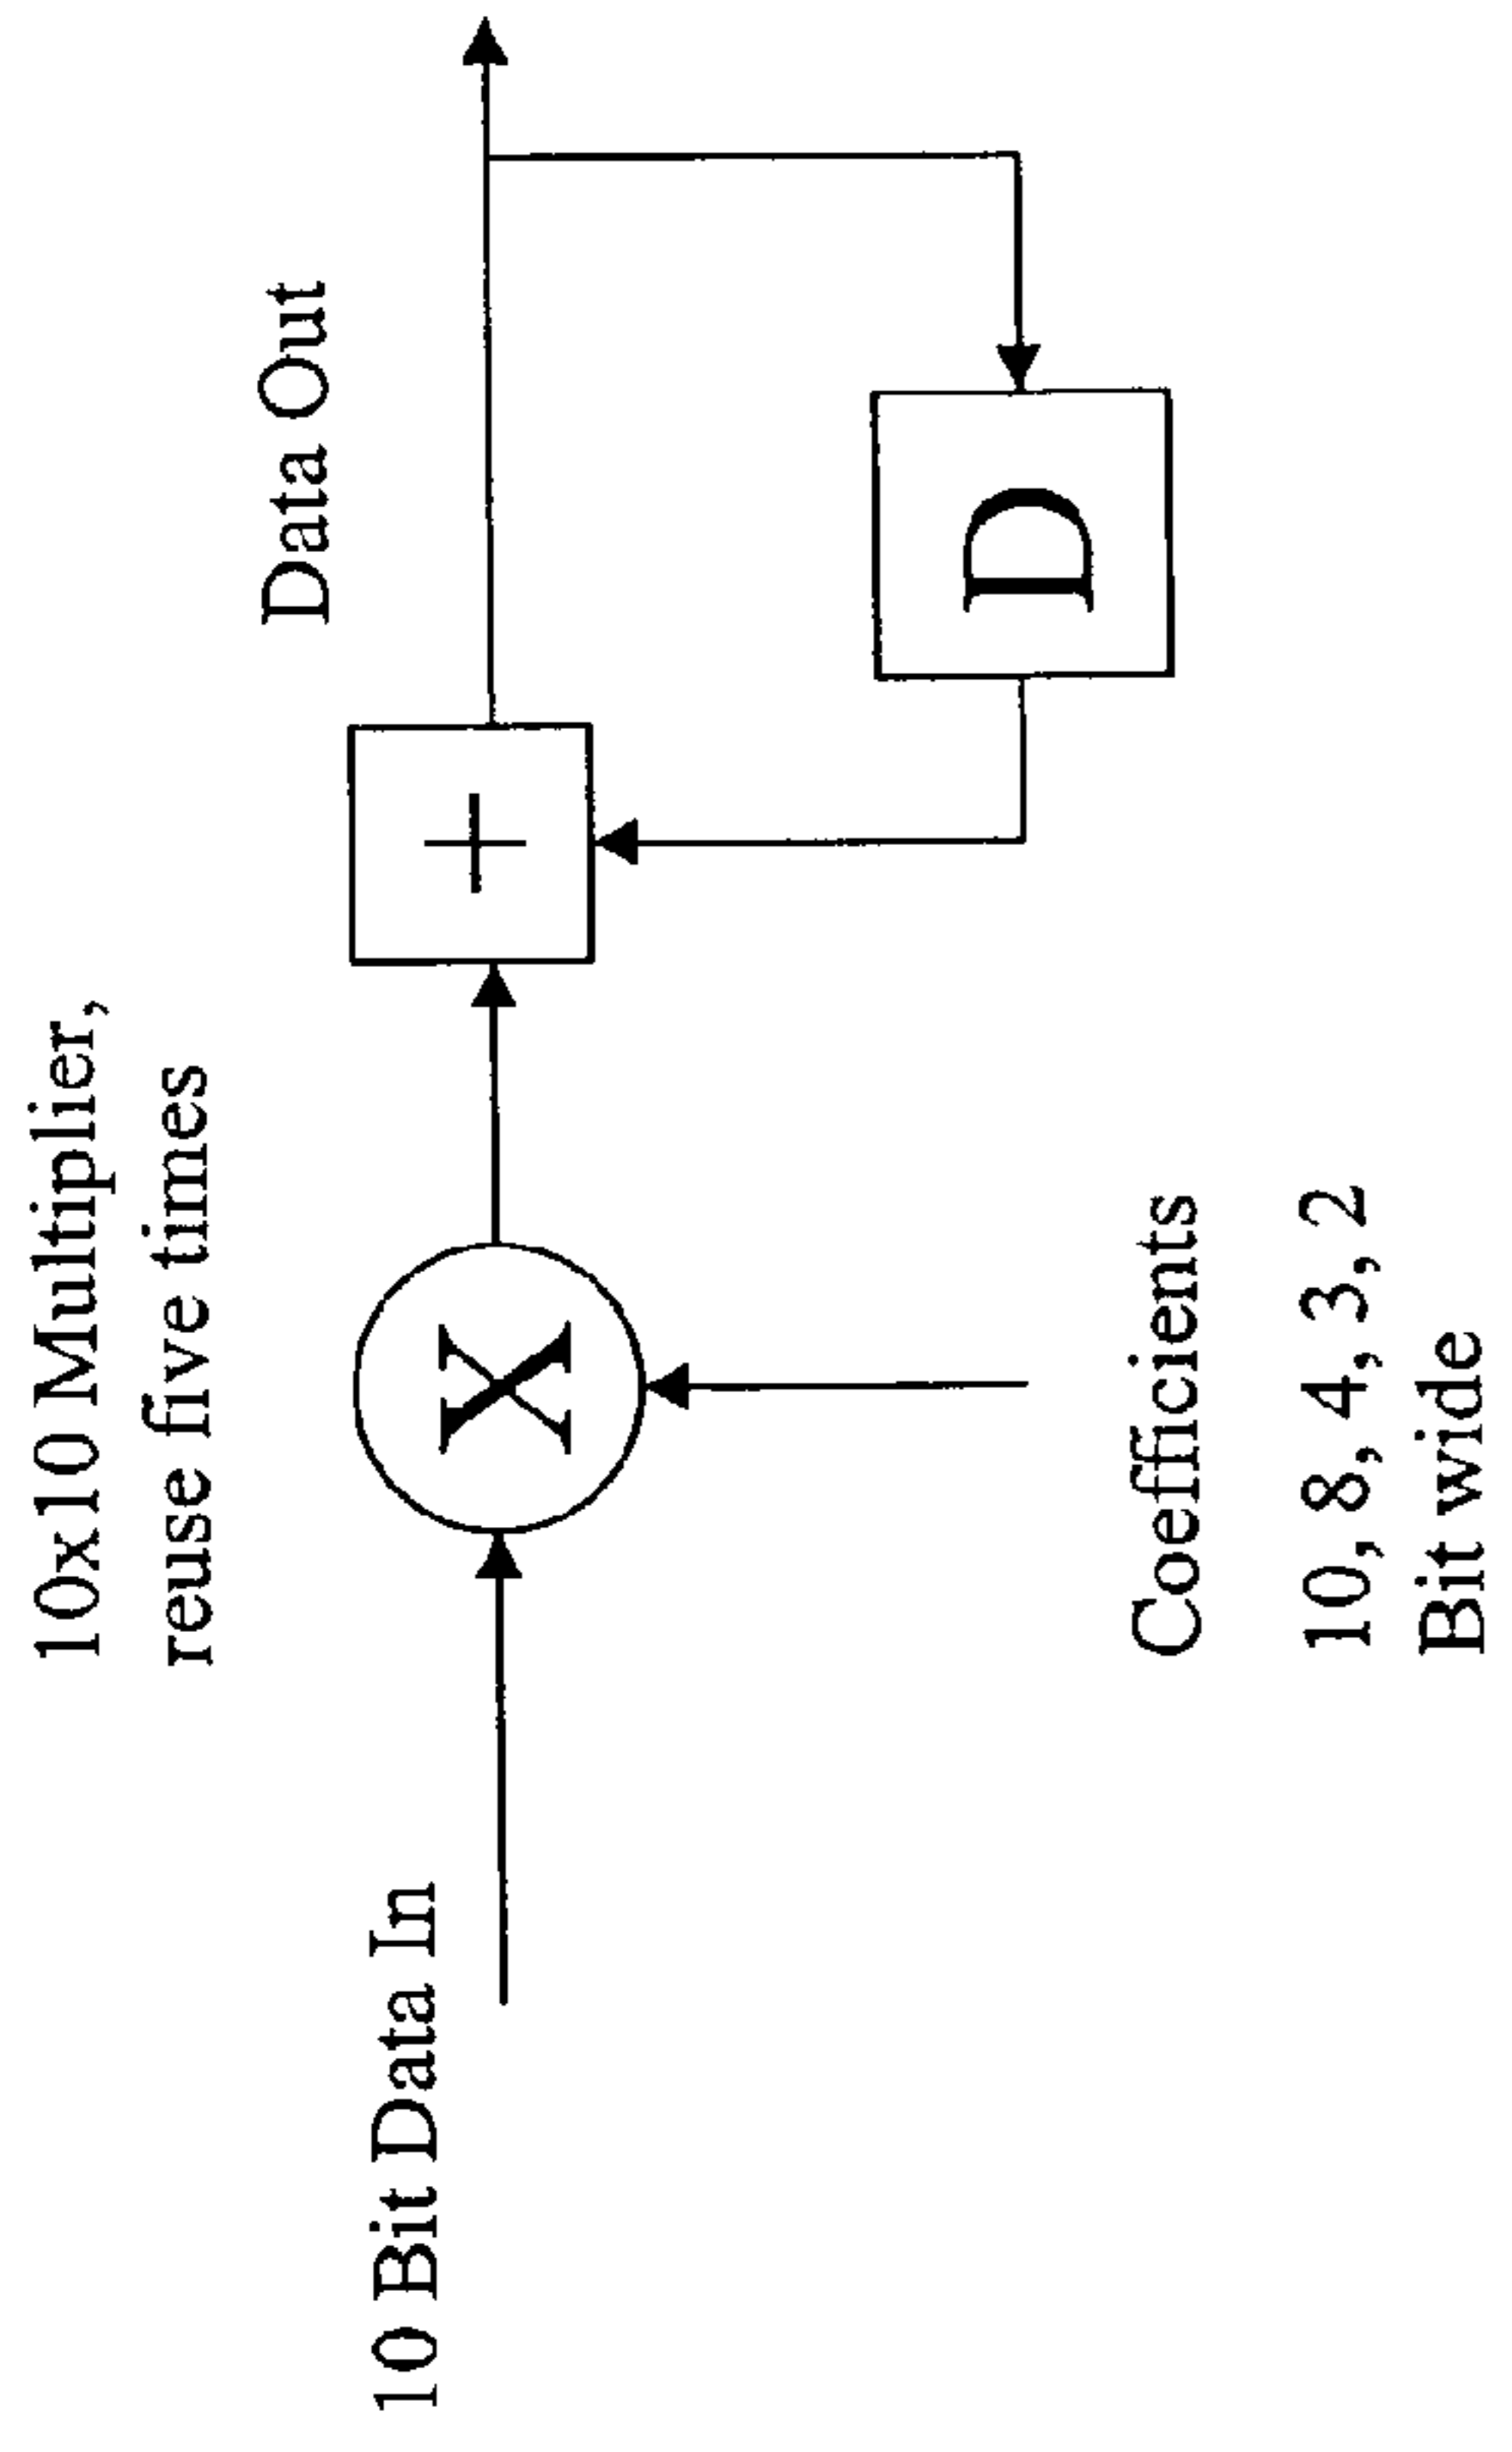 10x10 Multiplier,
reuse five times
Data Out
10 Bit Data In
X
+
D
Coefficients
10, 8, 4, 3, 2
Bit wide